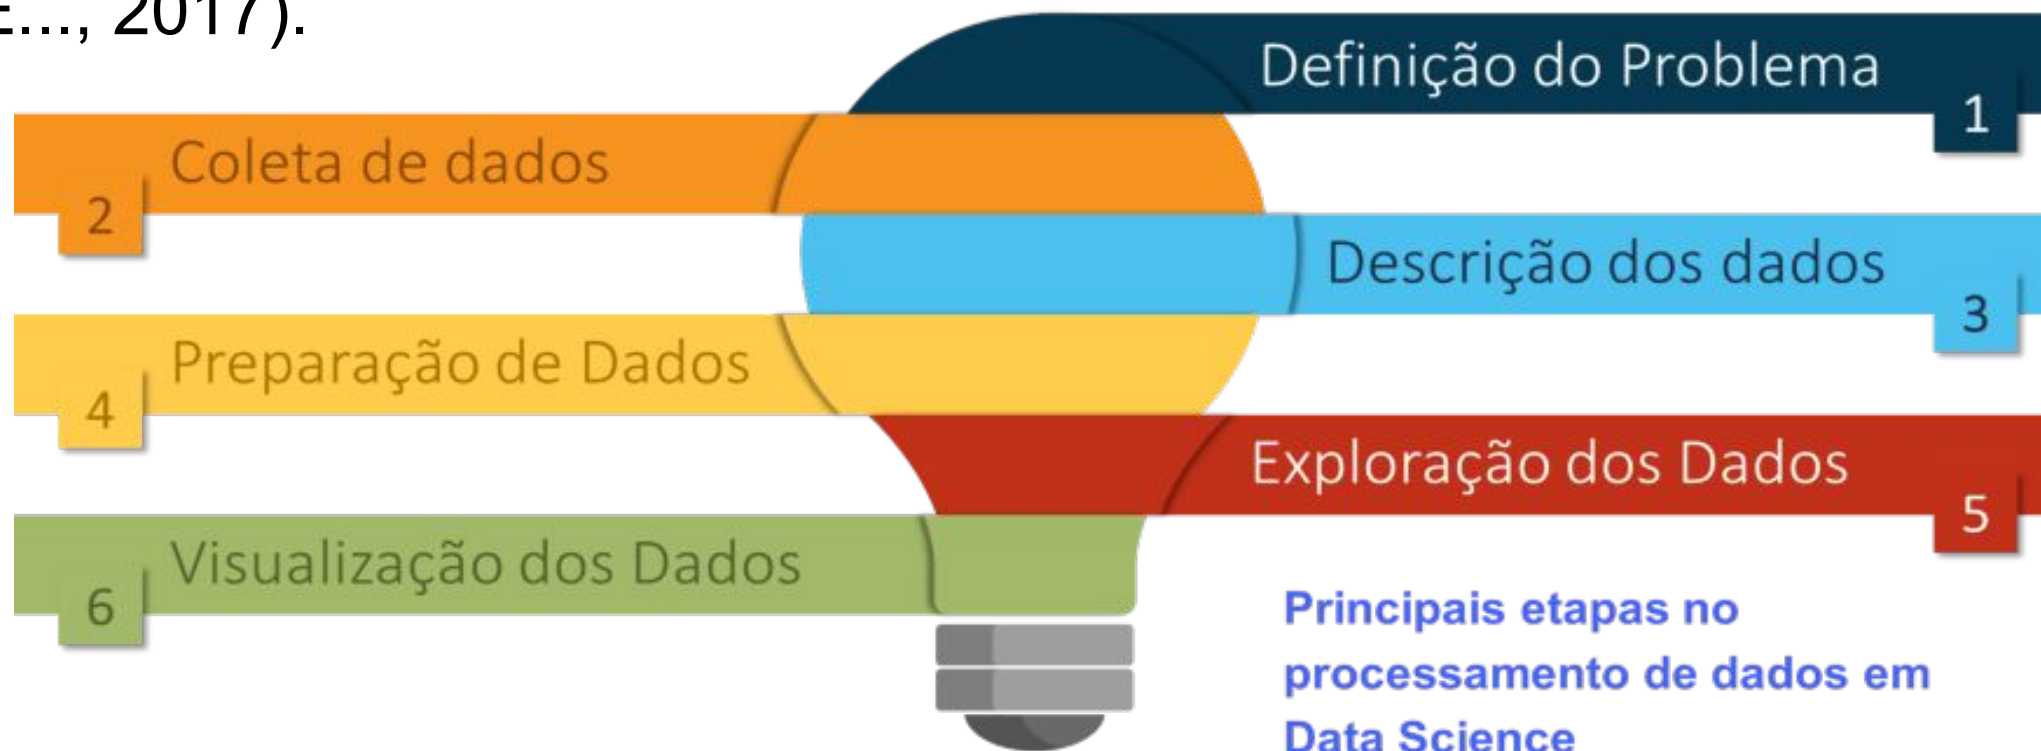 E..., 2017).
Definição do Problema
1
Coleta de dados
2
Descrição dos dados
3
Preparação de Dados
4
Exploração dos Dados
5
Visualização dos Dados
6
Principais etapas no
processamento de dados em
Data Science